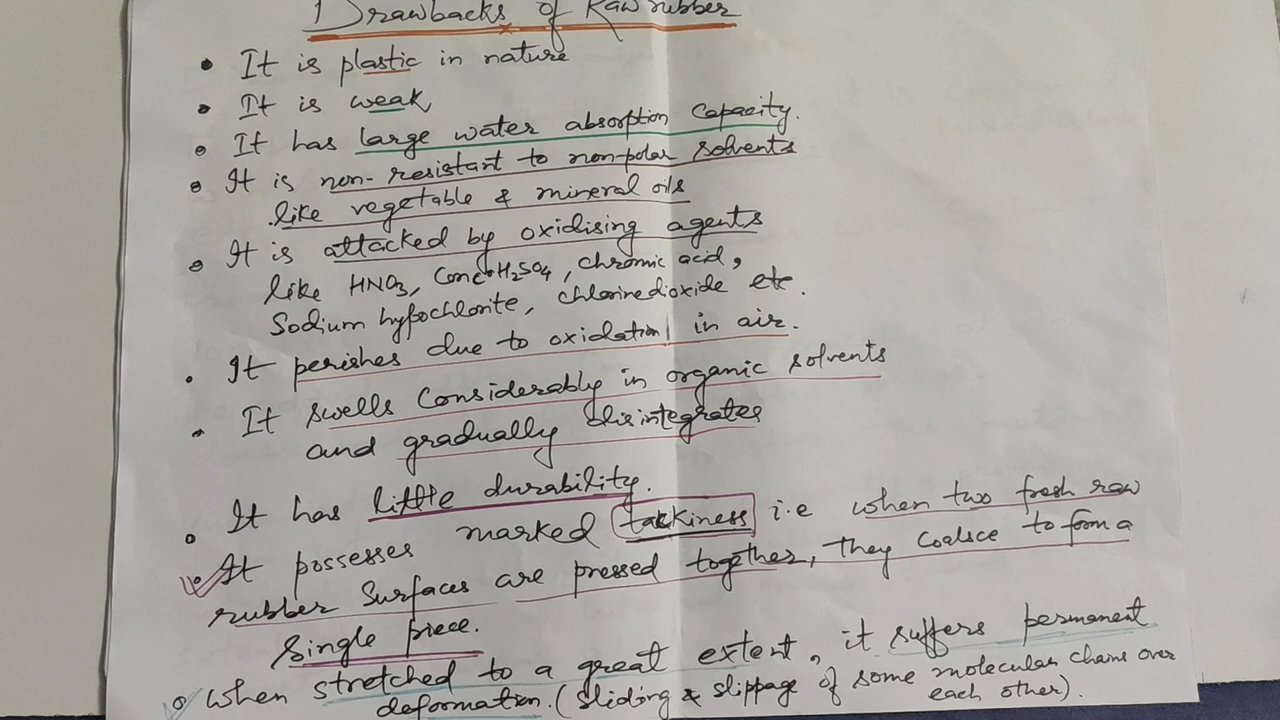 Drawbacks of Raw rubber
• It is plastic in nature
• It is weak
• It has large water absorption capacity.
• It is non-resistant to non-polar solvents
like vegetable & mineral oils
• It is attacked by oxidising agents
like HNO3, Conc. H2SO4, chromic acid,
Sodium hypochlorite, chlorinedioxide etc.
• It perishes due to oxidation in air.
• It swells considerably in organic solvents
and gradually disintegrates
• It has little durability.
• It possesses marked tackiness i.e when two fresh raw
rubber surfaces are pressed together, they coalsce to form a
single piece.
• When stretched to a great extent, it suffers permanent
deformation. (sliding & slippage of some molecular chains over
each other).